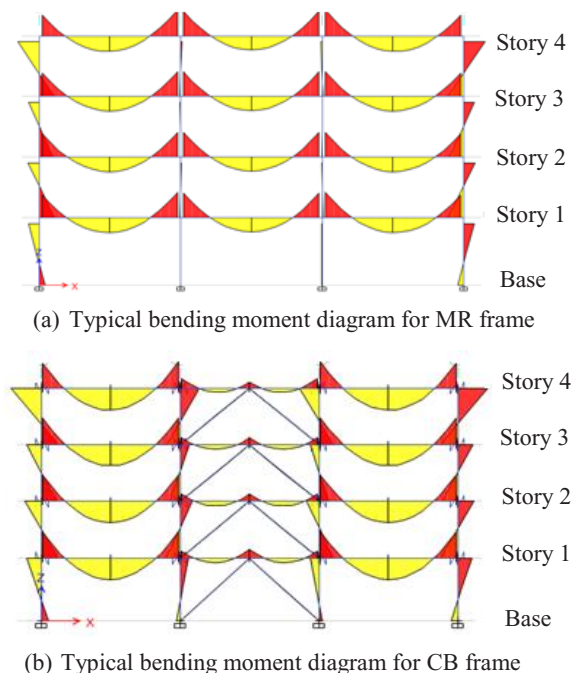 Story 4
Story 3
Story 2
Story 1
Z
X
Base
(a) Typical bending moment diagram for MR frame
Story 4
Story 3
Story 2
Story 1
Z
X
Base
(b) Typical bending moment diagram for CB frame